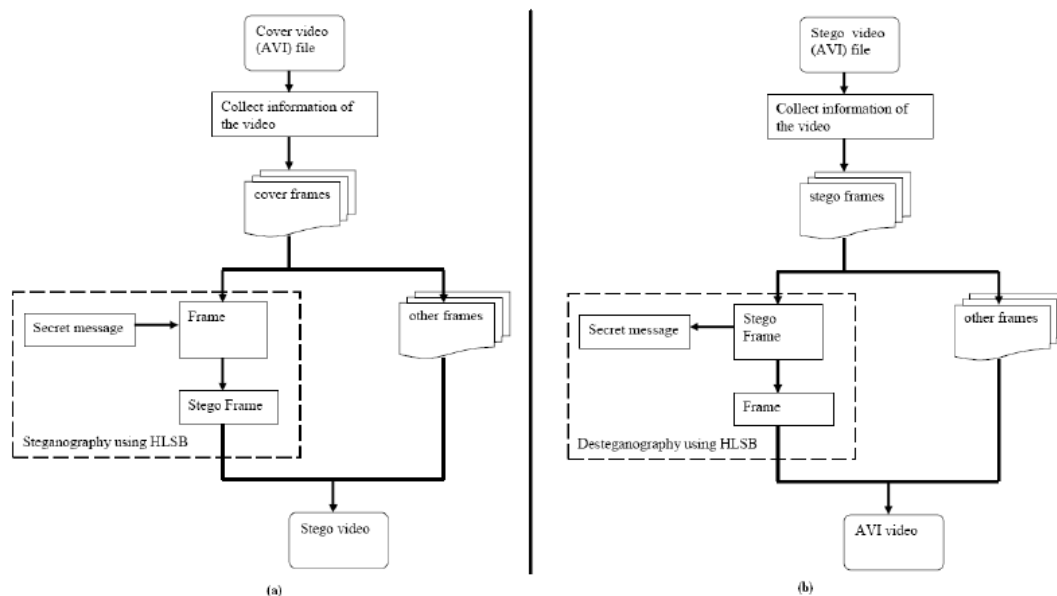 Cover video
(AVI) file
Collect information of
the video
cover frames
Frame
Secret message
other frames
Stego Frame
Steganography using HLSB
Stego video
(a)
Stego video
(AVI) file
Collect information of
the video
stego frames
Stego
Frame
Secret message
other frames
Frame
Desteganography using HLSB
AVI video
(b)